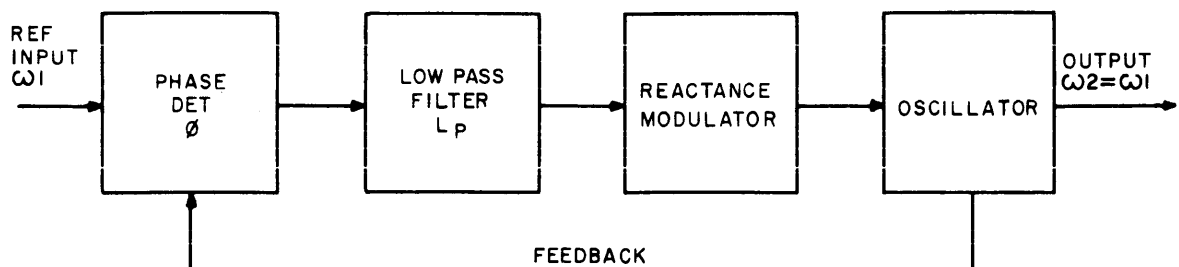 REF
INPUT
ω1
PHASE
DET
Ø
LOW PASS
FILTER
LP
REACTANCE
MODULATOR
OSCILLATOR
OUTPUT
ω2=ω1
FEEDBACK